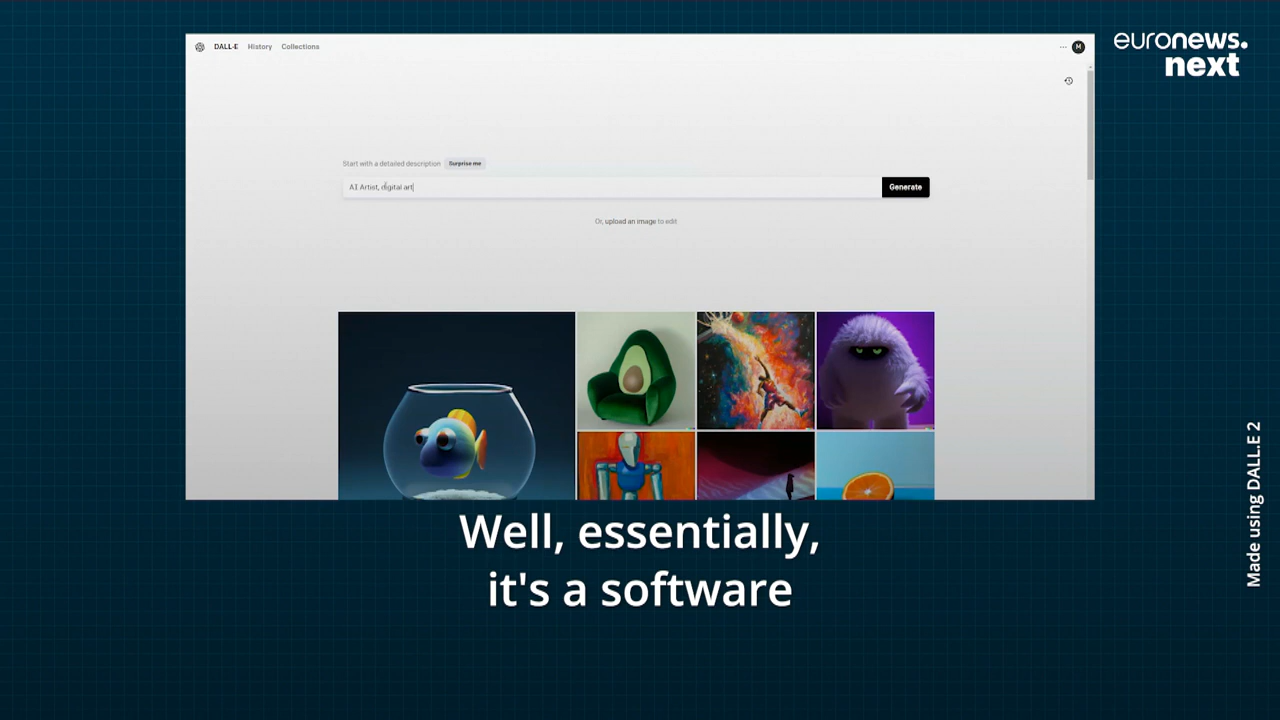 euronews.
next
DALL·E History Collections
... M
Start with a detailed description Surprise me
AI Artist, digital art
Generate
Or, upload an image to edit
Well, essentially,
it's a software
Made using DALL.E 2